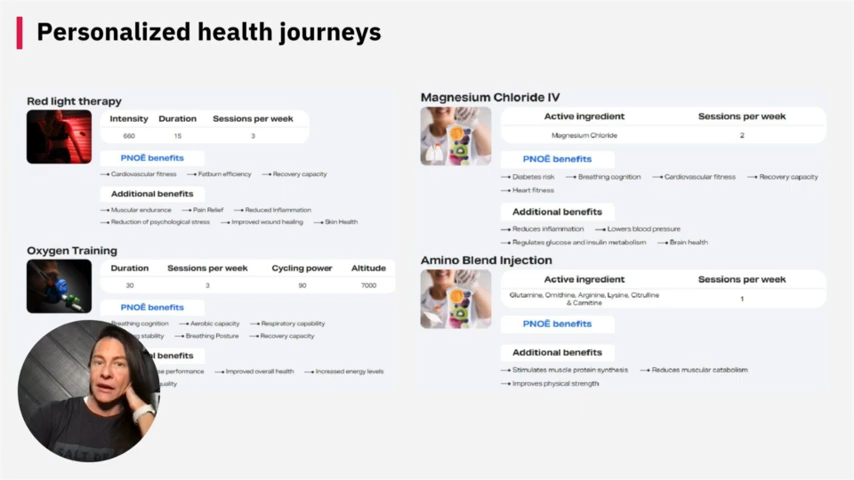 Personalized health journeys
Red light therapy
Intensity Duration Sessions per week
660 15 3
PNOĒ benefits
→ Cardiovascular fitness → Fatburn efficiency → Recovery capacity
Additional benefits
→ Muscular endurance → Pain Relief → Reduced Inflammation
→ Reduction of psychological stress → Improved wound healing → Skin Health
Oxygen Training
Duration Sessions per week Cycling power Altitude
30 3 90 7000
PNOĒ benefits
Breathing cognition → Aerobic capacity → Respiratory capability
stability → Breathing Posture → Recovery capacity
benefits
performance → Improved overall health → Increased energy levels
quality
Magnesium Chloride IV
Active ingredient Sessions per week
Magnesium Chloride 2
PNOĒ benefits
→ Diabetes risk → Breathing cognition → Cardiovascular fitness → Recovery capacity
→ Heart fitness
Additional benefits
→ Reduces inflammation → Lowers blood pressure
→ Regulates glucose and insulin metabolism → Brain health
Amino Blend Injection
Active ingredient Sessions per week
Glutamine, Ornithine, Arginine, Lysine, Citrulline
& Carnitine 1
PNOĒ benefits
Additional benefits
→ Stimulates muscle protein synthesis → Reduces muscular catabolism
→ Improves physical strength